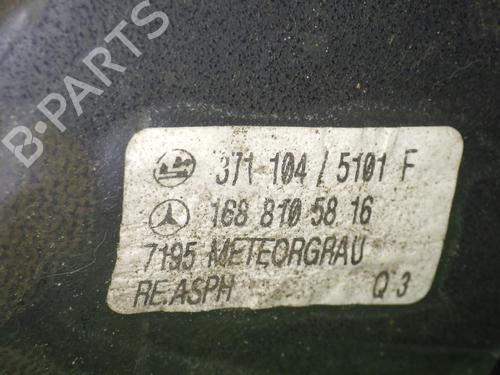 B-PARTS
371 104 / 5101 F
168 810 58 16
7195 METEORGRAU
RE.ASPH Q 3